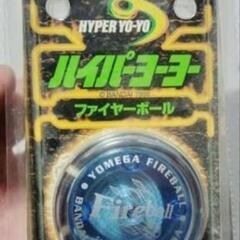 HYPER YO-YO
ハイパーヨーヨー
© BANDAI 1997
ファイヤーボール
YOMEGA FIREBALL
Fireball